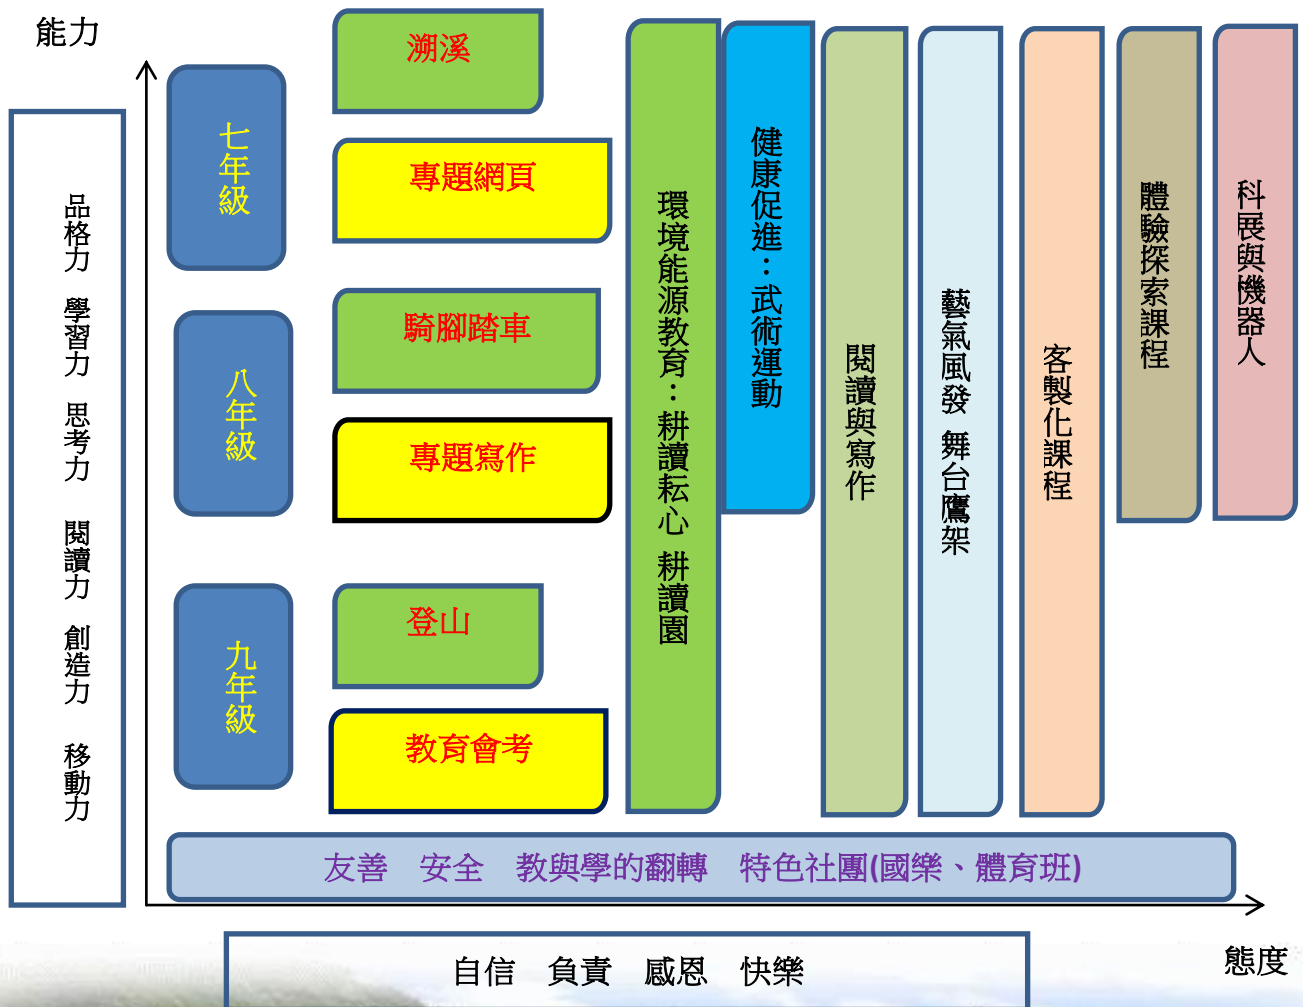 能力
品格力 學習力 思考力 閱讀力 創造力 移動力
七年級
溯溪
專題網頁
八年級
騎腳踏車
專題寫作
九年級
登山
教育會考
環境能源教育：耕讀耘心 耕讀園
健康促進：武術運動
閱讀與寫作
藝氣風發 舞台鷹架
客製化課程
體驗探索課程
科展與機器人
友善 安全 教與學的翻轉 特色社團(國樂、體育班)
態度
自信 負責 感恩 快樂